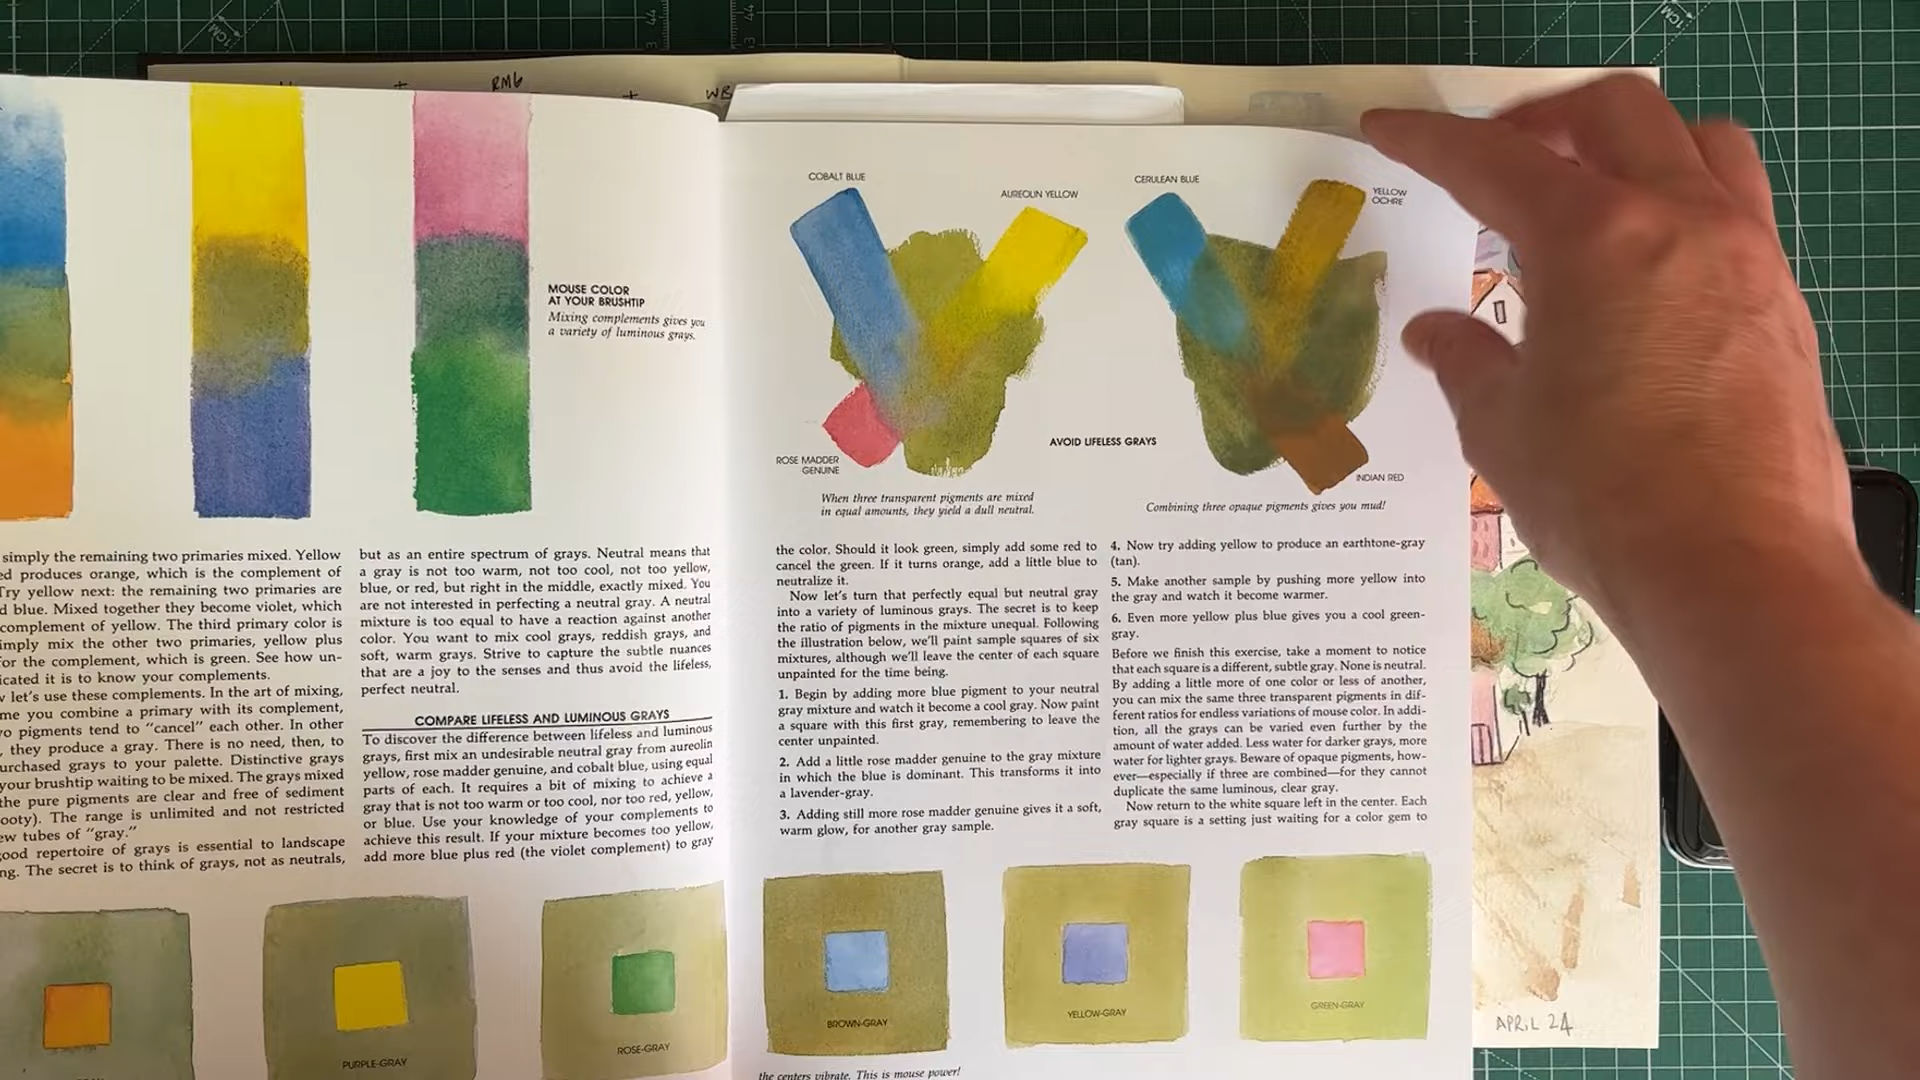 RM6
WB
MOUSE COLOR
AT YOUR BRUSHTIP
Mixing complements gives you
a variety of luminous grays.
simply the remaining two primaries mixed. Yellow
produces orange, which is the complement of
Try yellow next: the remaining two primaries are
blue. Mixed together they become violet, which
complement of yellow. The third primary color is
mix the other two primaries, yellow plus
for the complement, which is green. See how un-
it is to know your complements.
let's use these complements. In the art of mixing,
you combine a primary with its complement,
pigments tend to “cancel” each other. In other
, they produce a gray. There is no need, then, to
grays to your palette. Distinctive grays
your brushtip waiting to be mixed. The grays mixed
the pure pigments are clear and free of sediment
The range is unlimited and not restricted
tubes of “gray.”
repertoire of grays is essential to landscape
The secret is to think of grays, not as neutrals,
but as an entire spectrum of grays. Neutral means that
a gray is not too warm, not too cool, not too yellow,
blue, or red, but right in the middle, exactly mixed. You
are not interested in perfecting a neutral gray. A neutral
mixture is too equal to have a reaction against another
color. You want to mix cool grays, reddish grays, and
soft, warm grays. Strive to capture the subtle nuances
that are a joy to the senses and thus avoid the lifeless,
perfect neutral.
COMPARE LIFELESS AND LUMINOUS GRAYS
To discover the difference between lifeless and luminous
grays, first mix an undesirable neutral gray from aureolin
yellow, rose madder genuine, and cobalt blue, using equal
parts of each. It requires a bit of mixing to achieve a
gray that is not too warm or too cool, nor too red, yellow,
or blue. Use your knowledge of your complements to
achieve this result. If your mixture becomes too yellow,
add more blue plus red (the violet complement) to gray
PURPLE-GRAY
ROSE-GRAY
COBALT BLUE
AUREOLIN YELLOW
CERULEAN BLUE
YELLOW
OCHRE
AVOID LIFELESS GRAYS
ROSE MADDER
GENUINE
INDIAN RED
When three transparent pigments are mixed
in equal amounts, they yield a dull neutral.
Combining three opaque pigments gives you mud!
the color. Should it look green, simply add some red to
cancel the green. If it turns orange, add a little blue to
neutralize it.
Now let's turn that perfectly equal but neutral gray
into a variety of luminous grays. The secret is to keep
the ratio of pigments in the mixture unequal. Following
the illustration below, we'll paint sample squares of six
mixtures, although we'll leave the center of each square
unpainted for the time being.
1. Begin by adding more blue pigment to your neutral
gray mixture and watch it become a cool gray. Now paint
a square with this first gray, remembering to leave the
center unpainted.
2. Add a little rose madder genuine to the gray mixture
in which the blue is dominant. This transforms it into
a lavender-gray.
3. Adding still more rose madder genuine gives it a soft,
warm glow, for another gray sample.
4. Now try adding yellow to produce an earthtone-gray
(tan).
5. Make another sample by pushing more yellow into
the gray and watch it become warmer.
6. Even more yellow plus blue gives you a cool green-
gray.
Before we finish this exercise, take a moment to notice
that each square is a different, subtle gray. None is neutral.
By adding a little more of one color or less of another,
you can mix the same three transparent pigments in dif-
ferent ratios for endless variations of mouse color. In addi-
tion, all the grays can be varied even further by the
amount of water added. Less water for darker grays, more
water for lighter grays. Beware of opaque pigments, how-
ever—especially if three are combined—for they cannot
duplicate the same luminous, clear gray.
Now return to the white square left in the center. Each
gray square is a setting just waiting for a color gem to
BROWN-GRAY
YELLOW-GRAY
GREEN-GRAY
the centers vibrate. This is mouse power!
APRIL 24
1CM
1CM
44
44